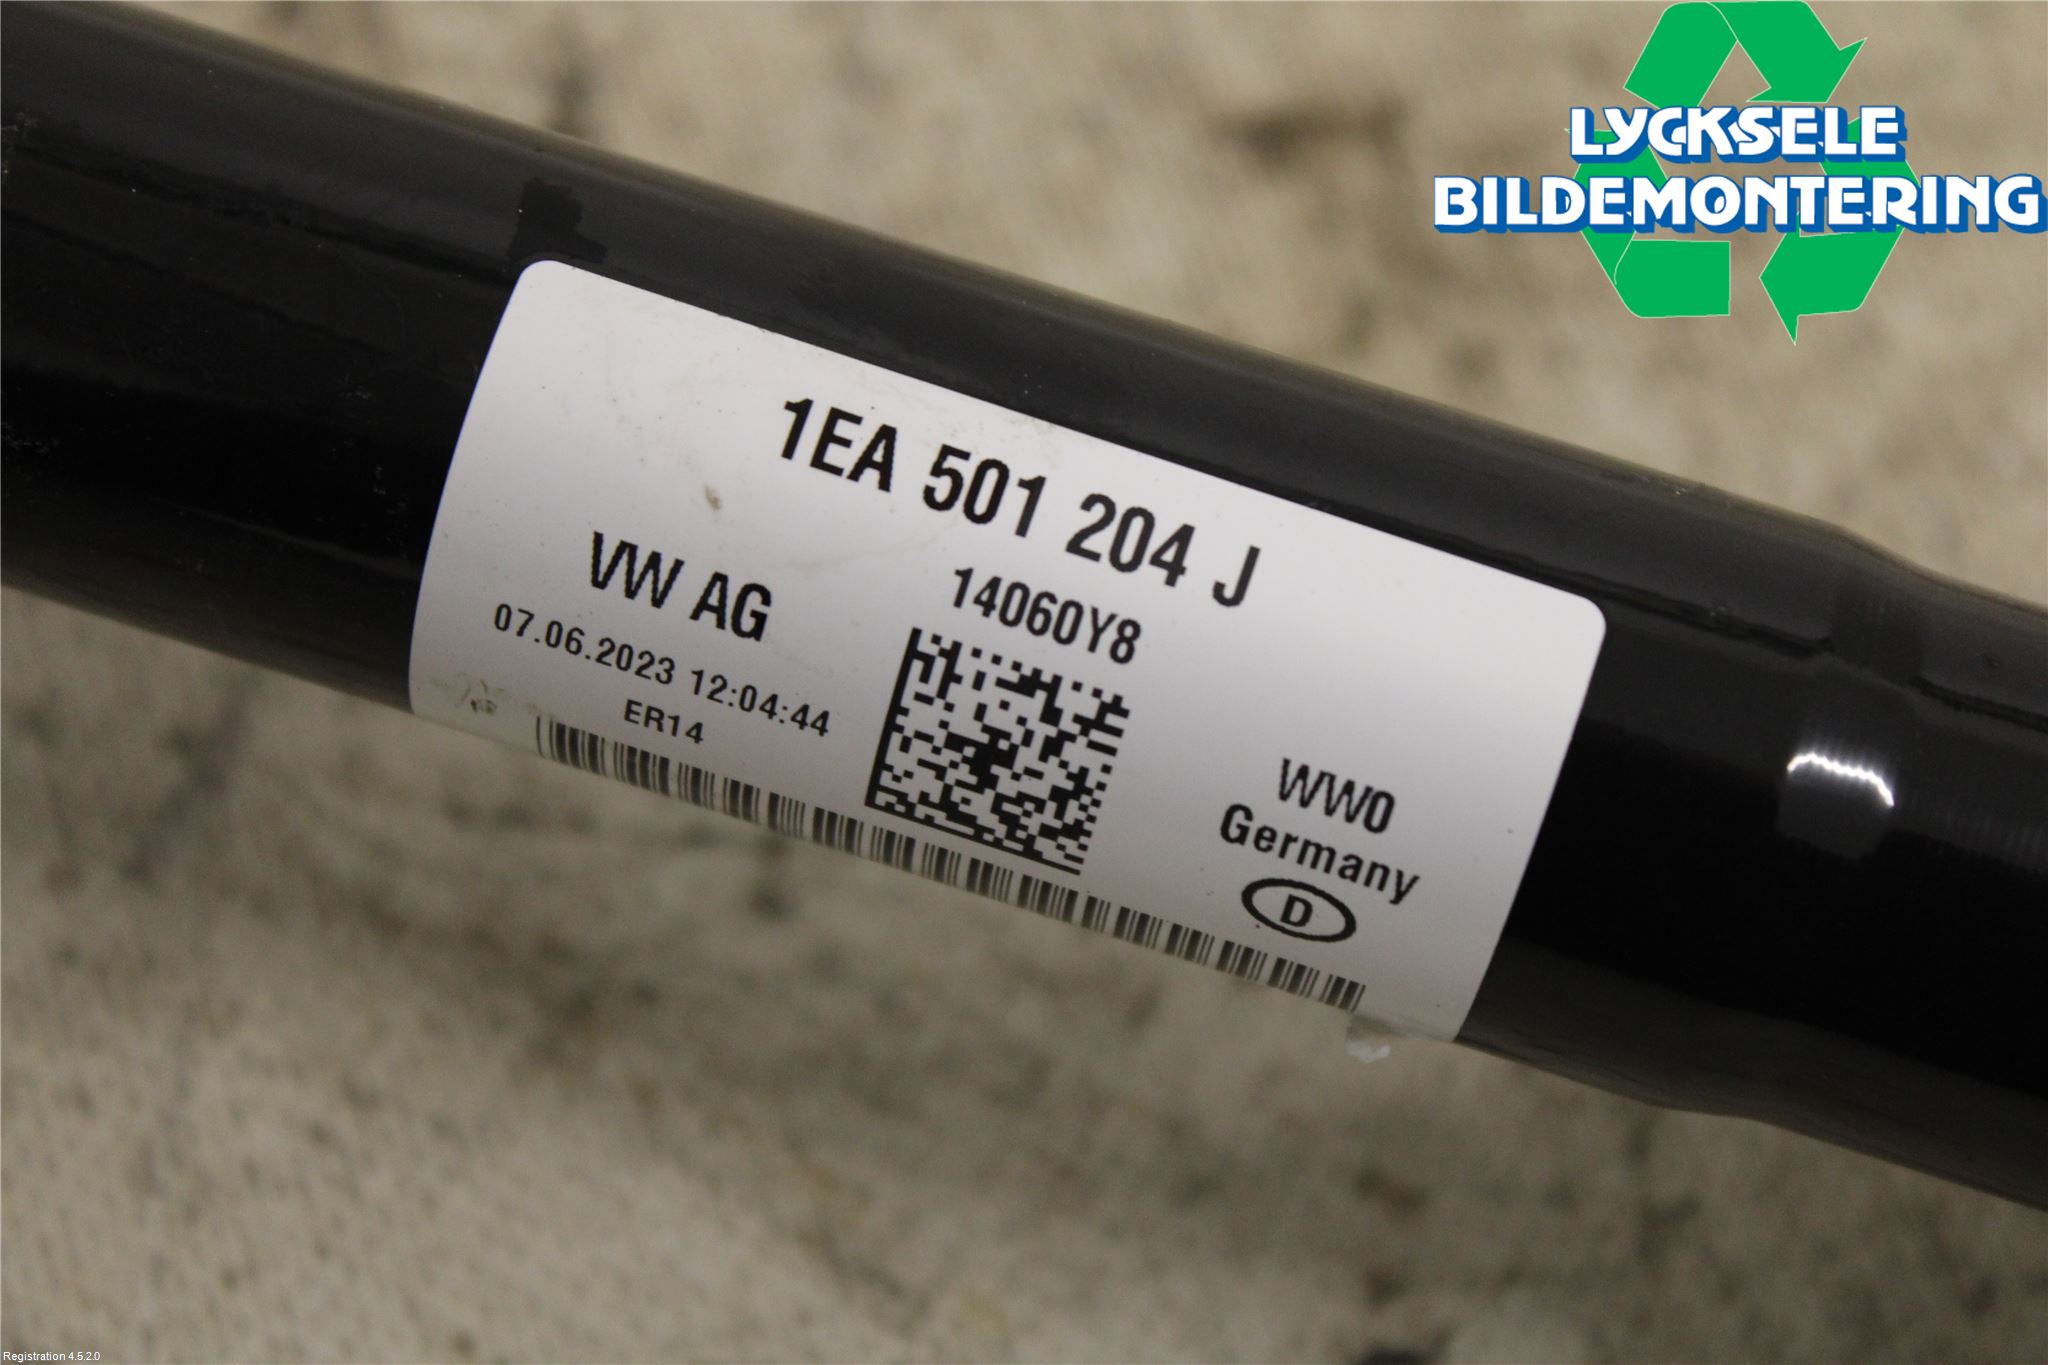 LYCKSELE
BILDEMONTERING
1EA 501 204 J
14060Y8
VW AG
07.06.2023 12:04:44
ER14
WW0
Germany
D
Registration 4.5.2.0